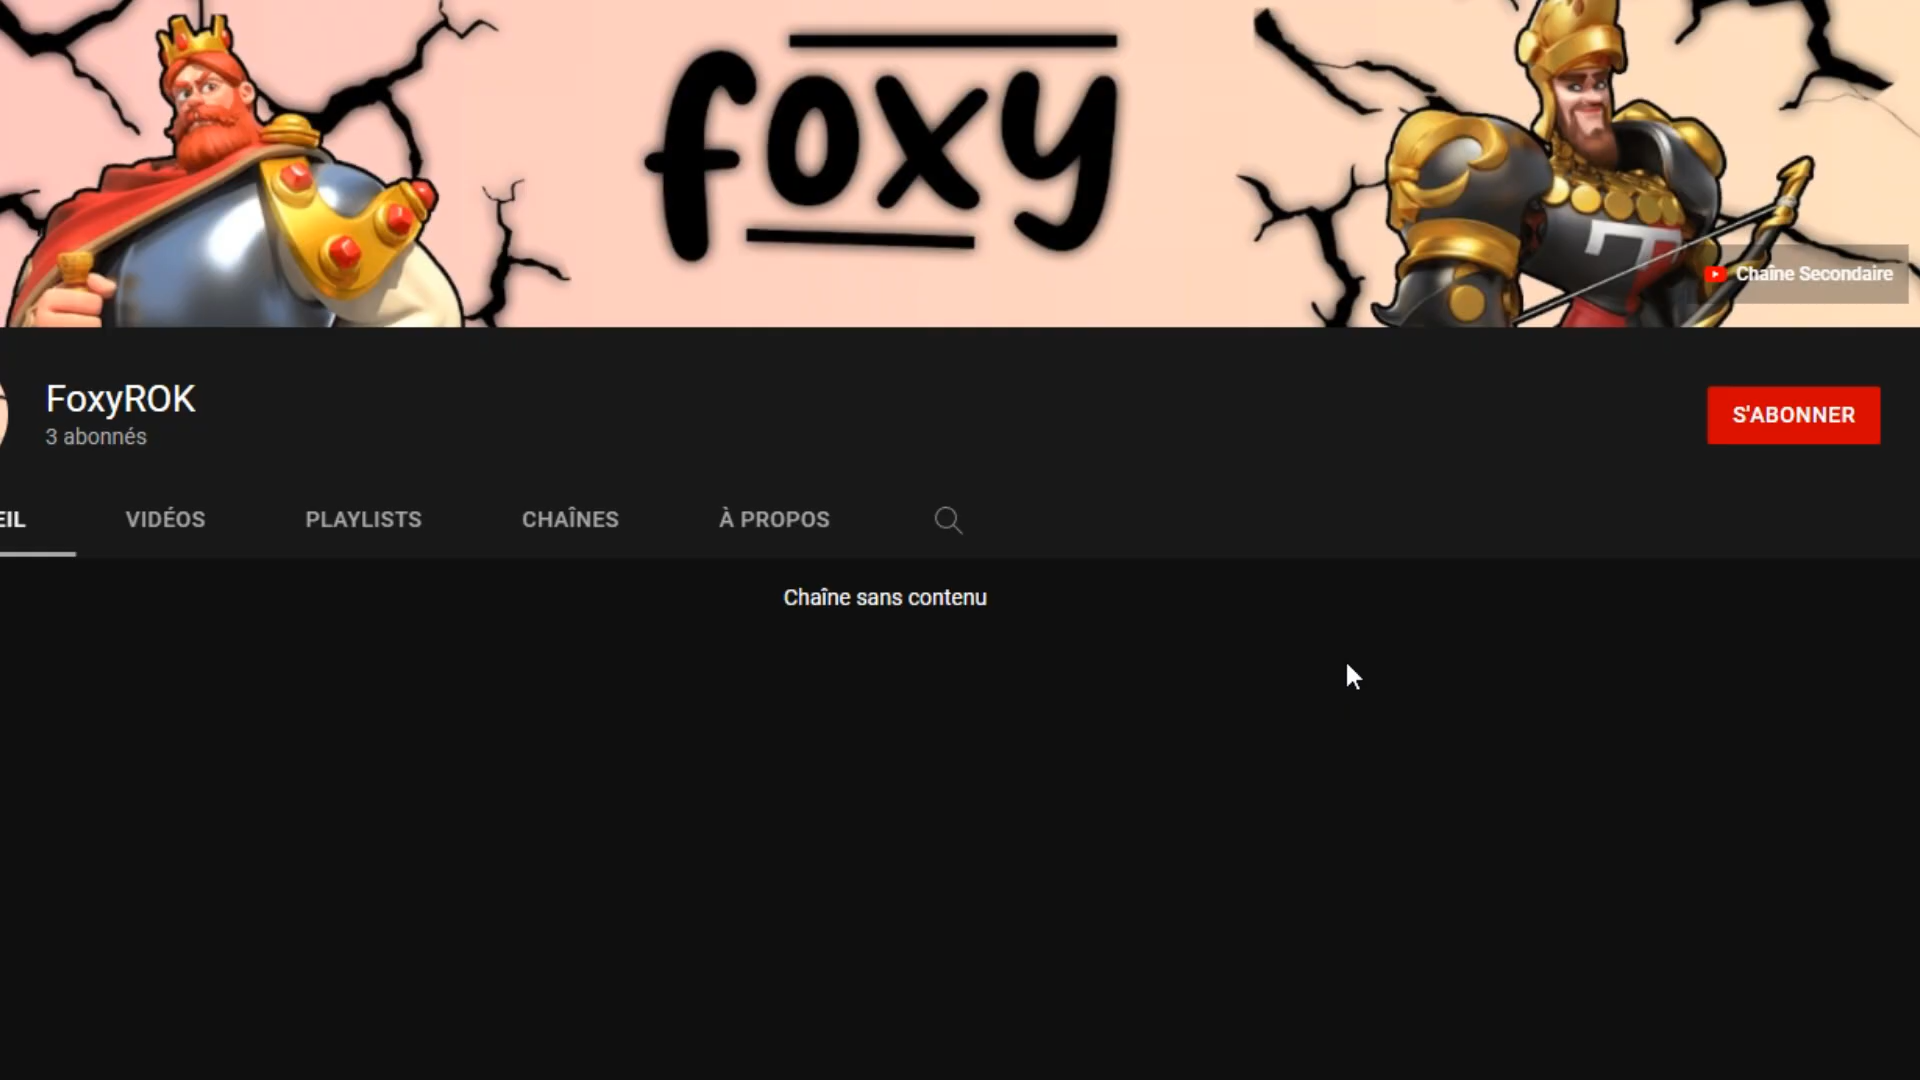 foxy
Chaîne Secondaire
FoxyROK
3 abonnés
S'ABONNER
EIL VIDÉOS PLAYLISTS CHAÎNES À PROPOS
Chaîne sans contenu